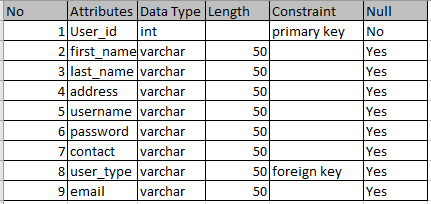 No Attributes Data Type Length Constraint Null
1 User_id int primary key No
2 first_name varchar 50 Yes
3 last_name varchar 50 Yes
4 address varchar 50 Yes
5 username varchar 50 Yes
6 password varchar 50 Yes
7 contact varchar 50 Yes
8 user_type varchar 50 foreign key Yes
9 email varchar 50 Yes